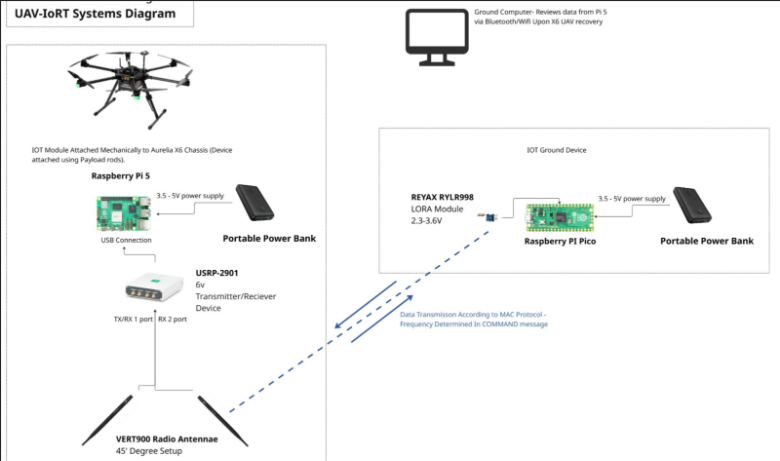 UAV-IoRT Systems Diagram
Ground Computer- Reviews data from Pi 5
via Bluetooth/Wifi Upon X6 UAV recovery
IOT Module Attached Mechanically to Aurelia X6 Chassis (Device
attached using Payload rods).
Raspberry Pi 5
3.5 - 5V power supply
Portable Power Bank
USB Connection
USRP-2901
6v
Transmitter/Reciever
Device
TX/RX 1 port
RX 2 port
VERT900 Radio Antennae
45' Degree Setup
IOT Ground Device
REYAX RYLR998
LORA Module
2.3-3.6V
3.5 - 5V power supply
Raspberry PI Pico
Portable Power Bank
Data Transmisson According to MAC Protocol -
Frequency Determined In COMMAND message